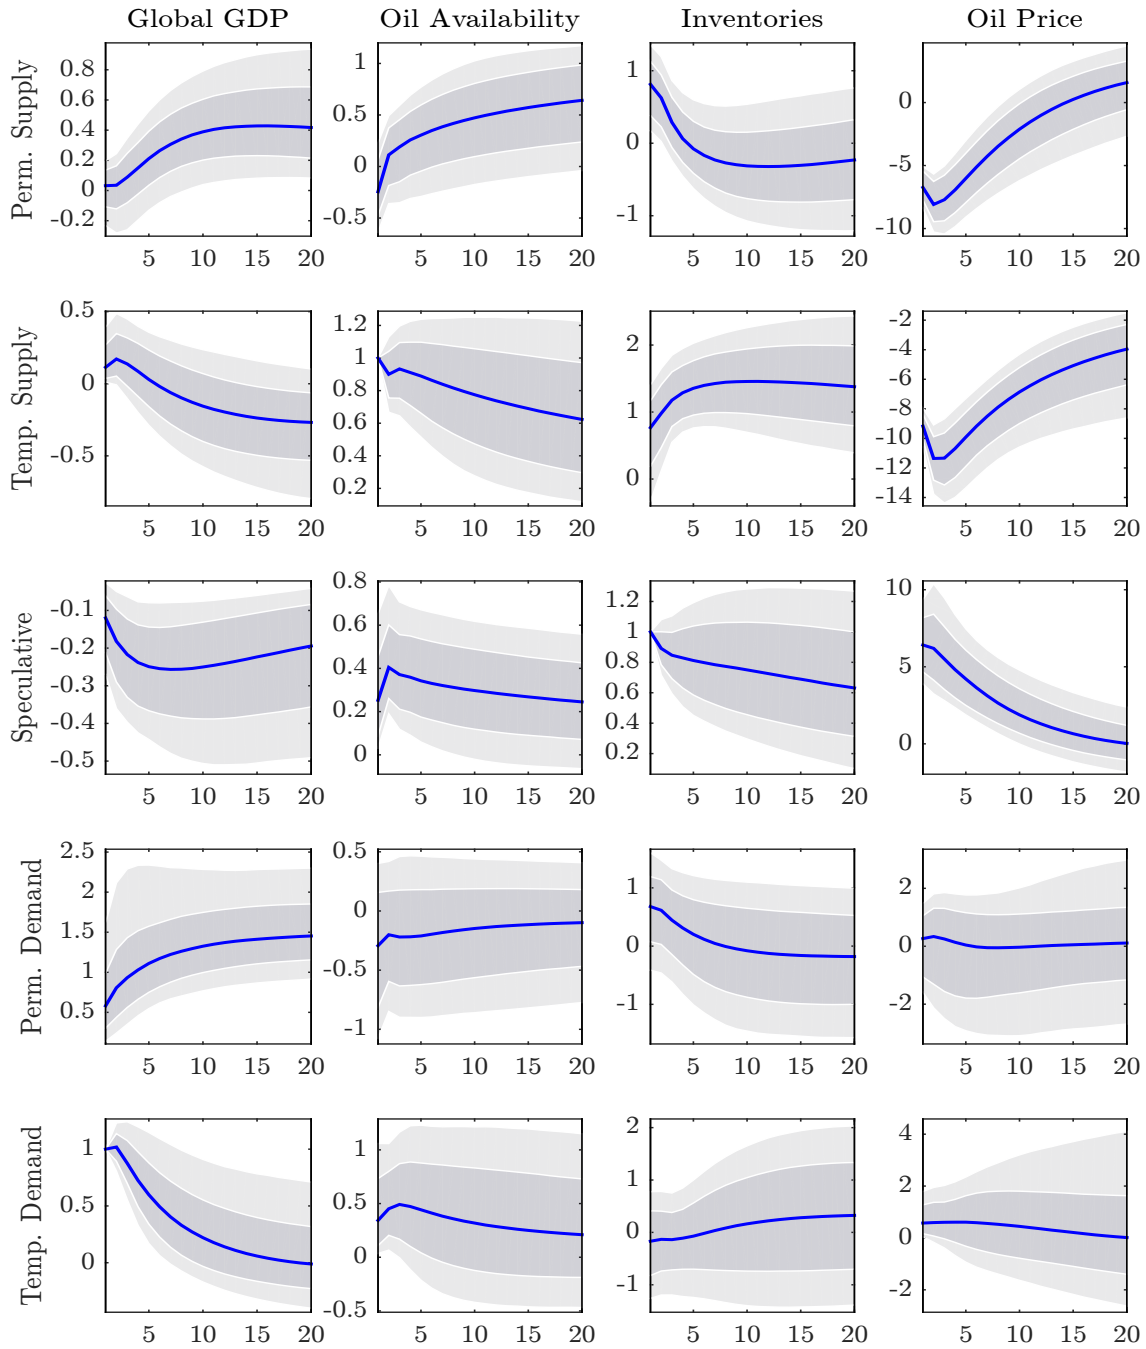 Global GDP Oil Availability Inventories Oil Price
Perm. Supply
0.8 0.6 0.4 0.2 0 -0.2
1 0.5 0 -0.5
1 0 -1
0 -5 -10
5 10 15 20 5 10 15 20 5 10 15 20 5 10 15 20
Temp. Supply
0.5 0 -0.5
1.2 1 0.8 0.6 0.4 0.2
2 1 0
-2 -4 -6 -8 -10 -12 -14
5 10 15 20 5 10 15 20 5 10 15 20 5 10 15 20
Speculative
-0.1 -0.2 -0.3 -0.4 -0.5
0.8 0.6 0.4 0.2 0
1.2 1 0.8 0.6 0.4 0.2
10 5 0
5 10 15 20 5 10 15 20 5 10 15 20 5 10 15 20
Perm. Demand
2.5 2 1.5 1 0.5
0.5 0 -0.5 -1
1 0 -1
2 0 -2
5 10 15 20 5 10 15 20 5 10 15 20 5 10 15 20
Temp. Demand
1 0.5 0
1 0.5 0 -0.5
2 1 0 -1
4 2 0 -2
5 10 15 20 5 10 15 20 5 10 15 20 5 10 15 20